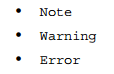 • Note
• Warning
• Error